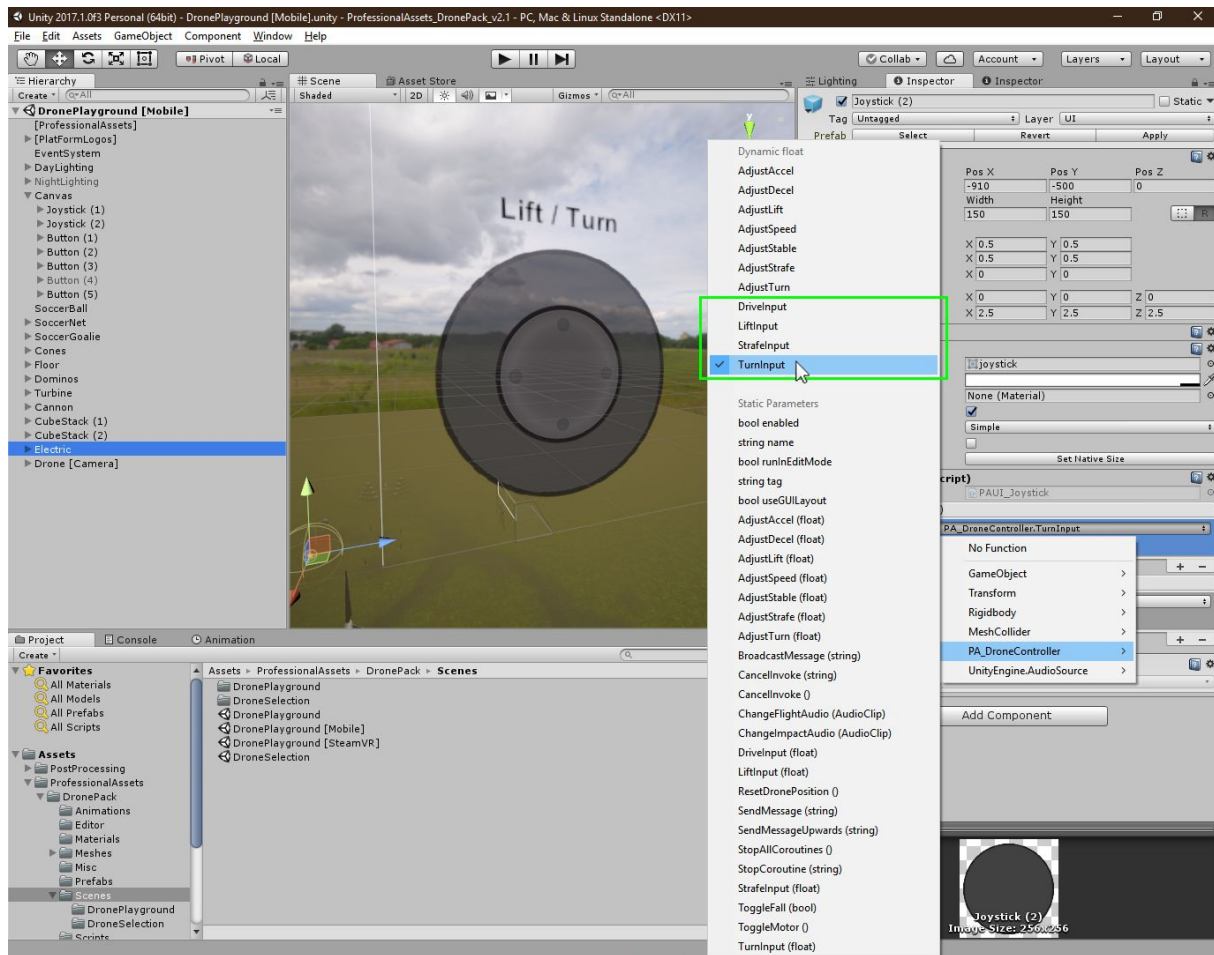 Unity 2017.1.0f3 Personal (64bit) - DronePlayground [Mobile].unity - ProfessionalAssets_DronePack_v2.1 - PC, Mac & Linux Standalone <DX11>
File Edit Assets GameObject Component Window Help
Pivot Local Collab Account Layers Layout
Hierarchy
Create All
DronePlayground [Mobile]
[ProfessionalAssets]
[PlatFormLogos]
EventSystem
DayLighting
NightLighting
Canvas
Joystick (1)
Joystick (2)
Button (1)
Button (2)
Button (3)
Button (4)
Button (5)
SoccerBall
SoccerNet
SoccerGoalie
Cones
Floor
Dominos
Turbine
Cannon
CubeStack (1)
CubeStack (2)
Electric
Drone [Camera]
Scene Asset Store
Shaded 2D Gizmos All
y
Lift / Turn
Dynamic float
AdjustAccel
AdjustDecel
AdjustLift
AdjustSpeed
AdjustStable
AdjustStrafe
AdjustTurn
DriveInput
LiftInput
StrafeInput
TurnInput
Static Parameters
bool enabled
string name
bool runInEditMode
string tag
bool useGUILayout
AdjustAccel (float)
AdjustDecel (float)
AdjustLift (float)
AdjustSpeed (float)
AdjustStable (float)
AdjustStrafe (float)
AdjustTurn (float)
BroadcastMessage (string)
CancelInvoke (string)
CancelInvoke ()
ChangeFlightAudio (AudioClip)
ChangeImpactAudio (AudioClip)
DriveInput (float)
LiftInput (float)
ResetDronePosition ()
SendMessage (string)
SendMessageUpwards (string)
StopAllCoroutines ()
StopCoroutine (string)
StrafeInput (float)
ToggleFall (bool)
ToggleMotor ()
TurnInput (float)
Lighting Inspector Inspector
Joystick (2) Static
Tag Untagged Layer UI
Prefab Select Revert Apply
Pos X Pos Y Pos Z
-910 -500 0
Width Height
150 150 R
X 0.5 Y 0.5
X 0.5 Y 0.5
X 0 Y 0
X 0 Y 0 Z 0
X 2.5 Y 2.5 Z 2.5
joystick
None (Material)
Simple
Set Native Size
cript)
PAUI_Joystick
)
PA_DroneController.TurnInput
No Function
GameObject
Transform
Rigidbody
MeshCollider
PA_DroneController
UnityEngine.AudioSource
Add Component
Joystick (2)
Image Size: 256x256
Project Console Animation
Create
Favorites
All Materials
All Models
All Prefabs
All Scripts
Assets
PostProcessing
ProfessionalAssets
DronePack
Animations
Editor
Materials
Meshes
Misc
Prefabs
Scenes
DronePlayground
DroneSelection
Scripts
Assets ProfessionalAssets DronePack Scenes
DronePlayground
DroneSelection
DronePlayground
DronePlayground [Mobile]
DronePlayground [SteamVR]
DroneSelection